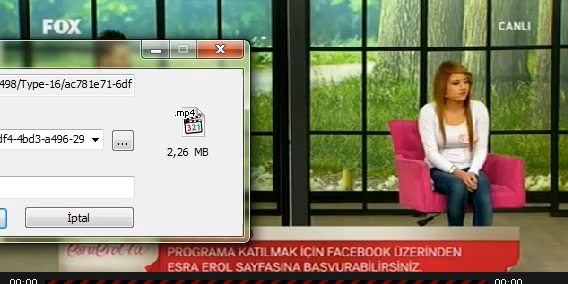 FOX
CANLI
498/Type-16/ac781e71-6df
.mp4
321
df4-4bd3-a496-29
...
2,26 MB
İptal
PROGRAMA KATILMAK İÇİN FACEBOOK ÜZERİNDEN
ESRA EROL SAYFASINA BAŞVURABİLİRSİNİZ.
00:00
00:00